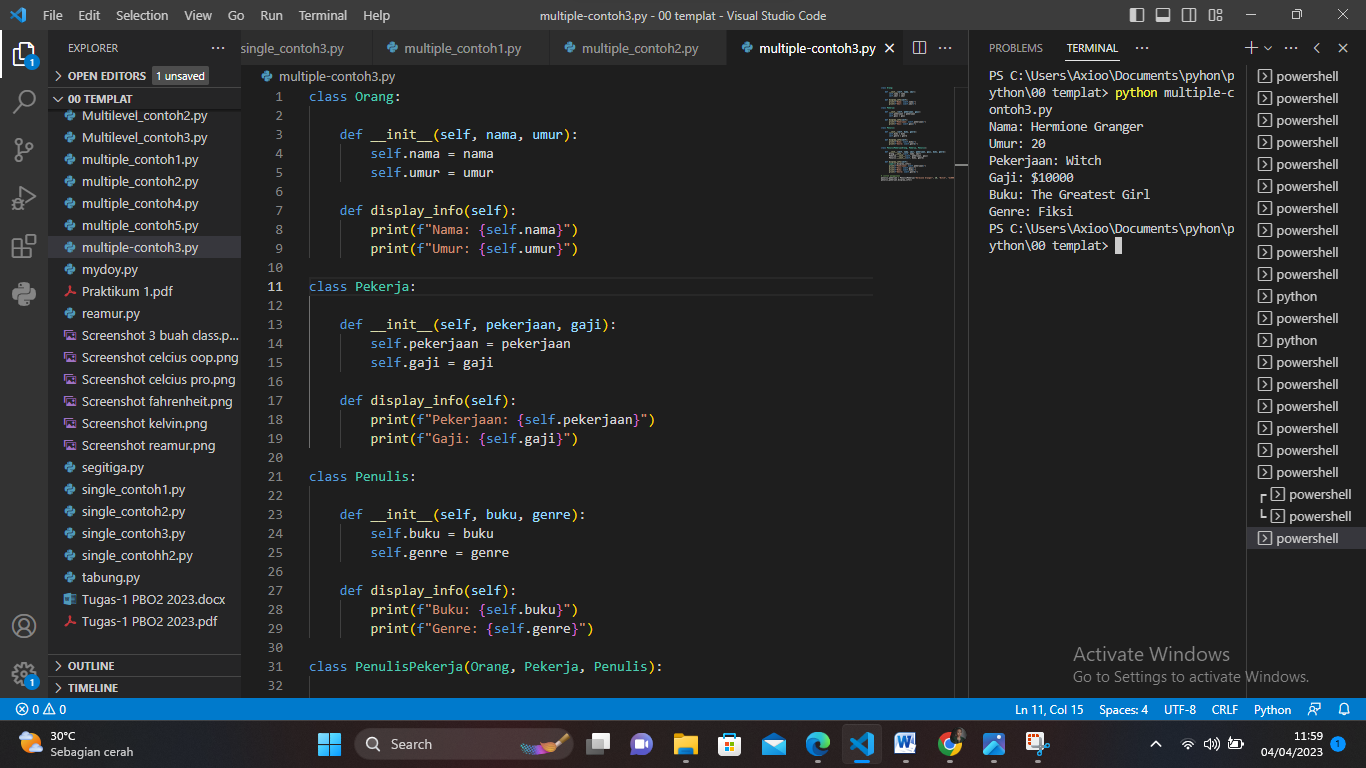 File Edit Selection View Go Run Terminal Help
multiple-contoh3.py - 00 templat - Visual Studio Code
EXPLORER
OPEN EDITORS 1 unsaved
00 TEMPLAT
Multilevel_contoh2.py
Multilevel_contoh3.py
multiple_contoh1.py
multiple_contoh2.py
multiple_contoh4.py
multiple_contoh5.py
multiple-contoh3.py
mydoy.py
Praktikum 1.pdf
reamur.py
Screenshot 3 buah class.p...
Screenshot celcius oop.png
Screenshot celcius pro.png
Screenshot fahrenheit.png
Screenshot kelvin.png
Screenshot reamur.png
segitiga.py
single_contoh1.py
single_contoh2.py
single_contoh3.py
single_contohh2.py
tabung.py
Tugas-1 PBO2 2023.docx
Tugas-1 PBO2 2023.pdf
OUTLINE
TIMELINE
single_contoh3.py multiple_contoh1.py multiple_contoh2.py multiple-contoh3.py
multiple-contoh3.py
1 class Orang:
2
3 def __init__(self, nama, umur):
4 self.nama = nama
5 self.umur = umur
6
7 def display_info(self):
8 print(f"Nama: {self.nama}")
9 print(f"Umur: {self.umur}")
10
11 class Pekerja:
12
13 def __init__(self, pekerjaan, gaji):
14 self.pekerjaan = pekerjaan
15 self.gaji = gaji
16
17 def display_info(self):
18 print(f"Pekerjaan: {self.pekerjaan}")
19 print(f"Gaji: {self.gaji}")
20
21 class Penulis:
22
23 def __init__(self, buku, genre):
24 self.buku = buku
25 self.genre = genre
26
27 def display_info(self):
28 print(f"Buku: {self.buku}")
29 print(f"Genre: {self.genre}")
30
31 class PenulisPekerja(Orang, Pekerja, Penulis):
32
PROBLEMS TERMINAL
PS C:\Users\Axioo\Documents\pyhon\p
ython\00 templat> python multiple-c
ontoh3.py
Nama: Hermione Granger
Umur: 20
Pekerjaan: Witch
Gaji: $10000
Buku: The Greatest Girl
Genre: Fiksi
PS C:\Users\Axioo\Documents\pyhon\p
ython\00 templat>
powershell
powershell
powershell
powershell
powershell
powershell
powershell
powershell
powershell
powershell
python
powershell
python
powershell
powershell
powershell
powershell
powershell
powershell
powershell
powershell
powershell
Activate Windows
Go to Settings to activate Windows.
1
1
0 0
Ln 11, Col 15 Spaces: 4 UTF-8 CRLF Python
30°C
Sebagian cerah
Search
11:59
04/04/2023
1